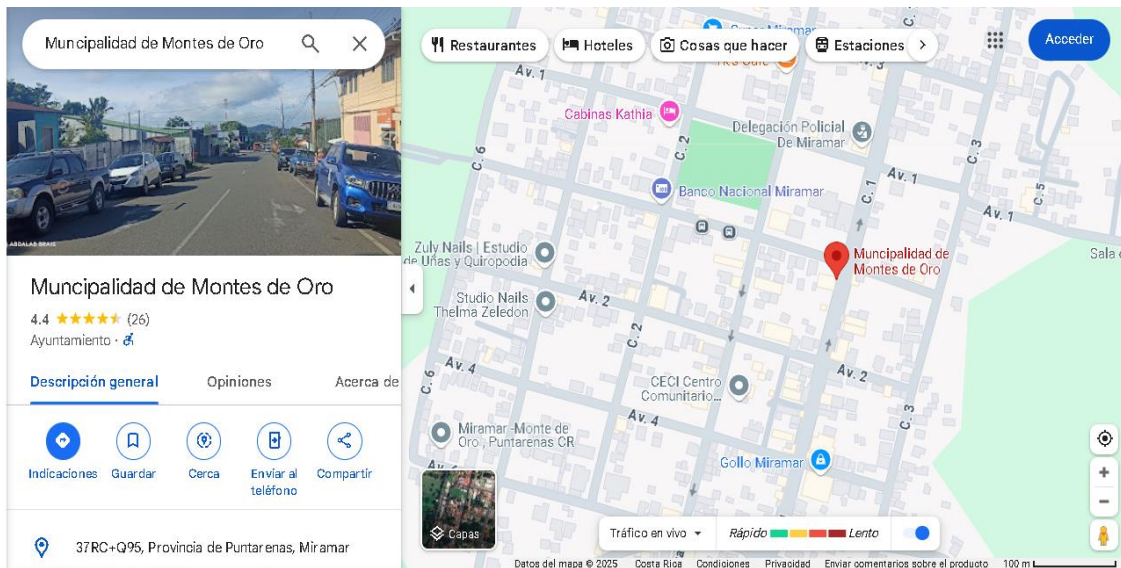 Muncipalidad de Montes de Oro
ABDALAB BRAIS
Muncipalidad de Montes de Oro
4.4 (26)
Ayuntamiento ·
Descripción general
Opiniones
Acerca de
Indicaciones
Guardar
Cerca
Enviar al
teléfono
Compartir
37RC+Q95, Provincia de Puntarenas, Miramar
Restaurantes
Hoteles
Cosas que hacer
Estaciones
Acceder
Av. 1
Av. 3
C. 1
Cabinas Kathia
Delegación Policial
De Miramar
C. 2
C. 3
C. 6
Banco Nacional Miramar
C. 1
Av. 1
C. 5
Av. 1
Zuly Nails | Estudio
de Uñas y Quiropodia
Muncipalidad de
Montes de Oro
Sala
Studio Nails
Thelma Zeledon
Av. 2
C. 2
Av. 4
C. 6
CECI Centro
Comunitario...
Av. 2
C. 3
Av. 4
Miramar -Monte de
Oro , Puntarenas CR
Gollo Miramar
Capas
Tráfico en vivo
Rápido
Lento
Datos del mapa © 2025
Costa Rica
Condiciones
Privacidad
Enviar comentarios sobre el producto
100 m